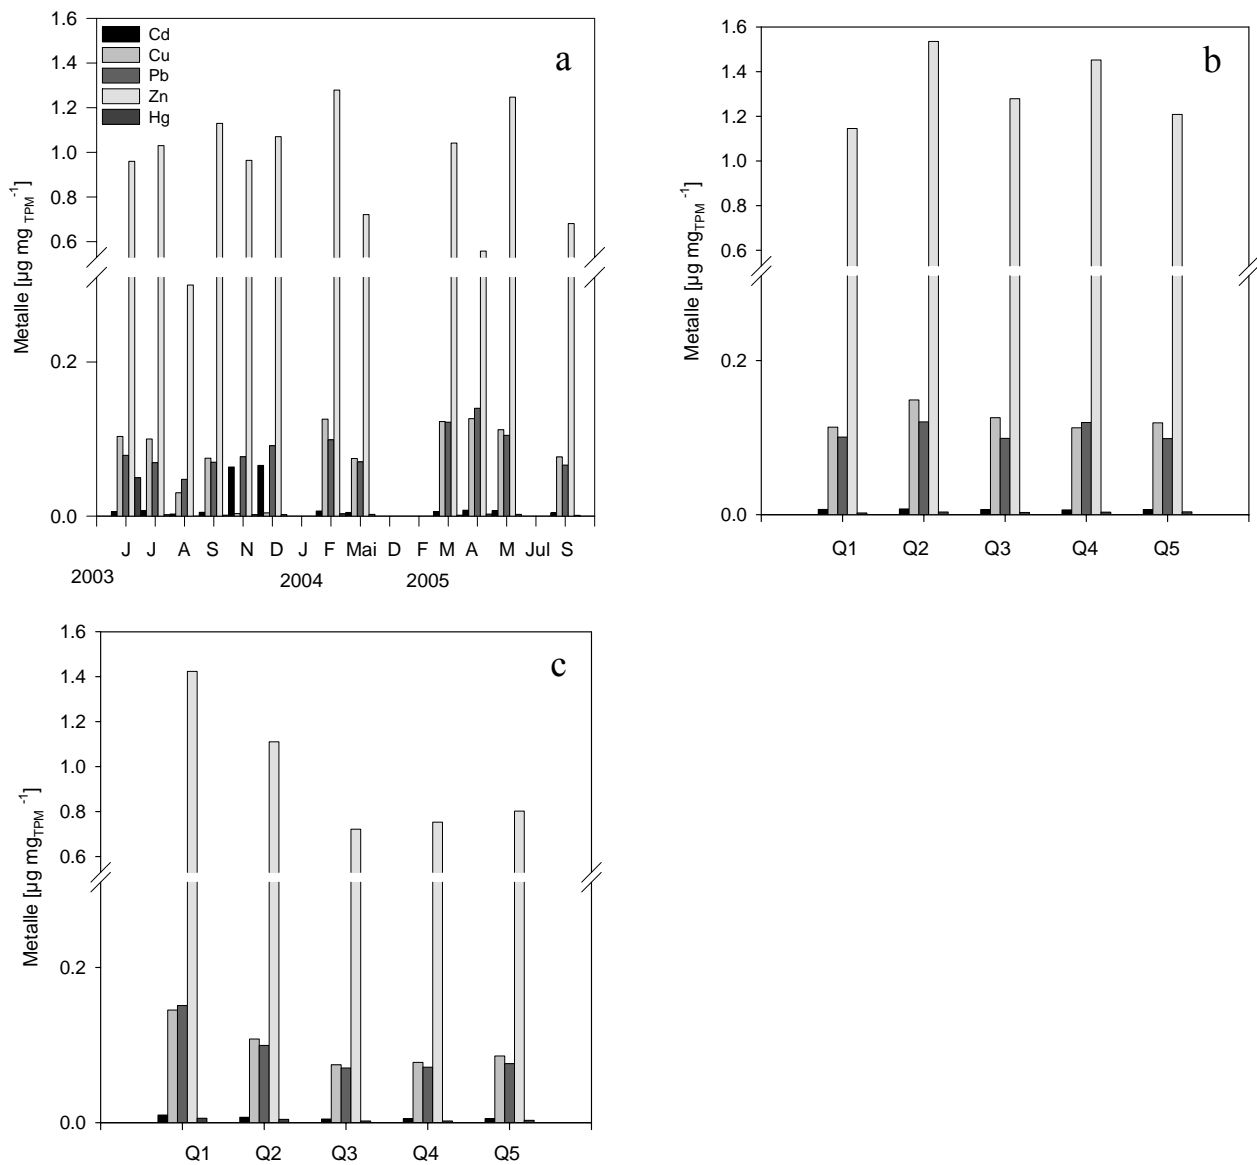 a
Cd
Cu
Pb
Zn
Hg
Metalle [µg mg TPM -1]
1.6
1.4
1.2
1.0
0.8
0.6
0.2
0.0
J J A S N D J F Mai D F M A M Jul S
2003 2004 2005
b
Metalle [µg mgTPM -1]
1.6
1.4
1.2
1.0
0.8
0.6
0.2
0.0
Q1 Q2 Q3 Q4 Q5
c
Metalle [µg mgTPM -1]
1.6
1.4
1.2
1.0
0.8
0.6
0.2
0.0
Q1 Q2 Q3 Q4 Q5